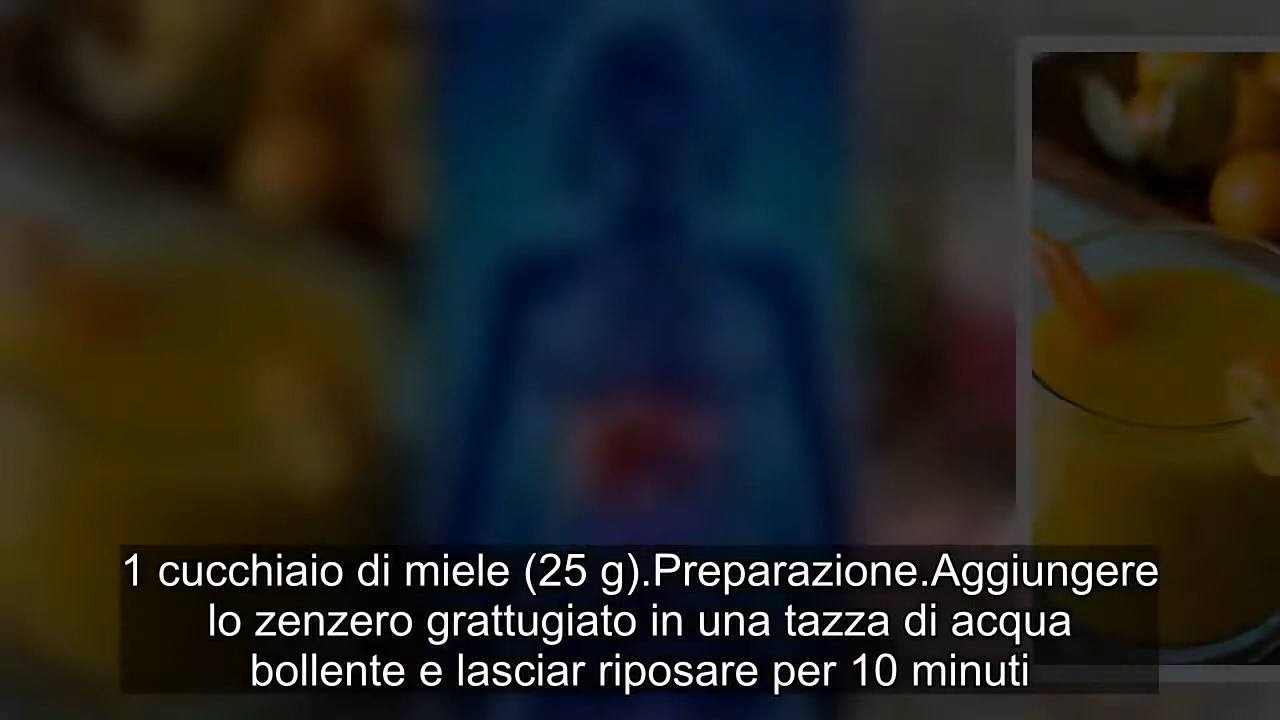 1 cucchiaio di miele (25 g).Preparazione.Aggiungere
lo zenzero grattugiato in una tazza di acqua
bollente e lasciar riposare per 10 minuti